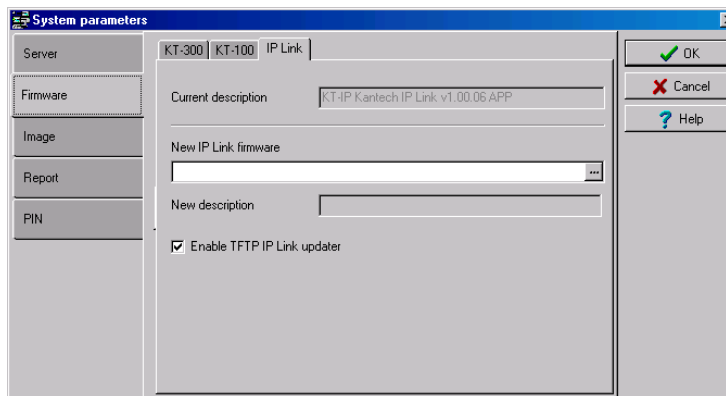 System parameters
Server
Firmware
Image
Report
PIN
KT-300 KT-100 IP Link
Current description KT-IP Kantech IP Link v1.00.06 APP
New IP Link firmware
...
New description
Enable TFTP IP Link updater
OK
Cancel
? Help